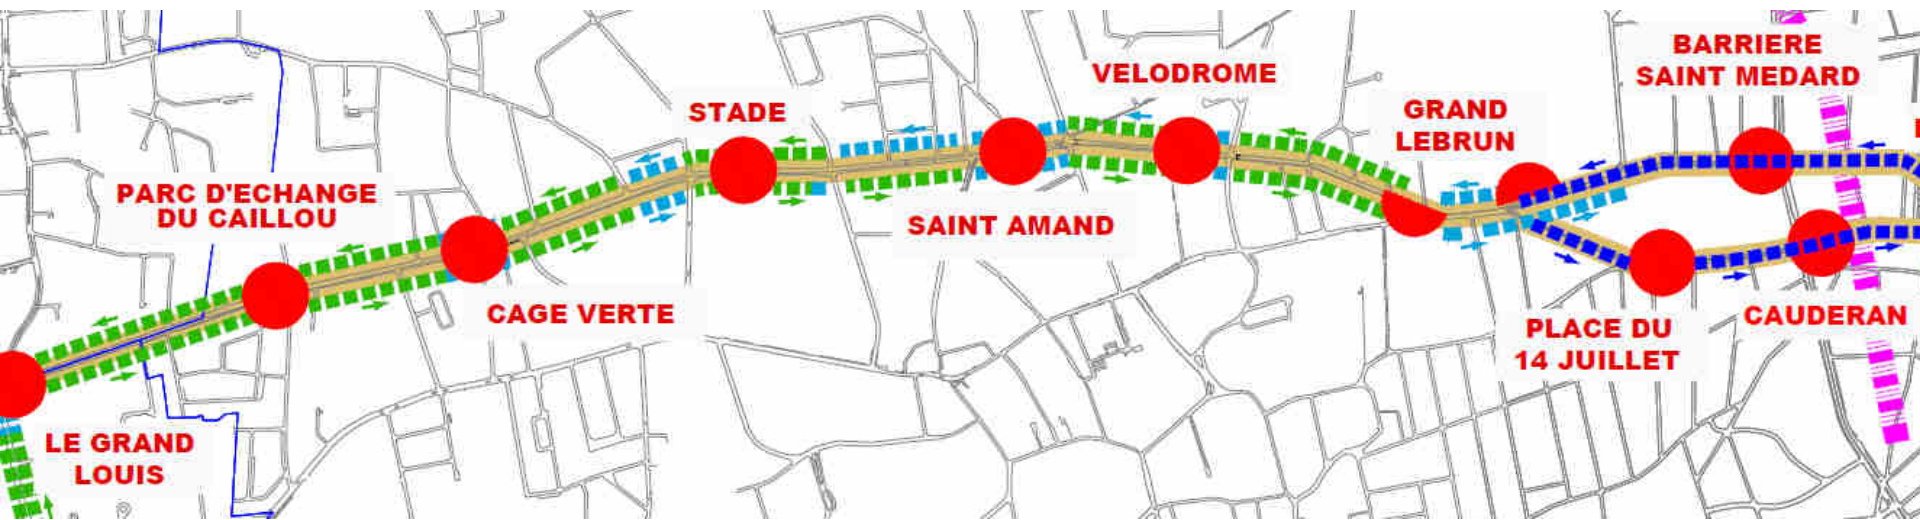 BARRIERE
SAINT MEDARD
VELODROME
STADE
GRAND
LEBRUN
PARC D'ECHANGE
DU CAILLOU
SAINT AMAND
CAGE VERTE
CAUDERAN
PLACE DU
14 JUILLET
LE GRAND
LOUIS